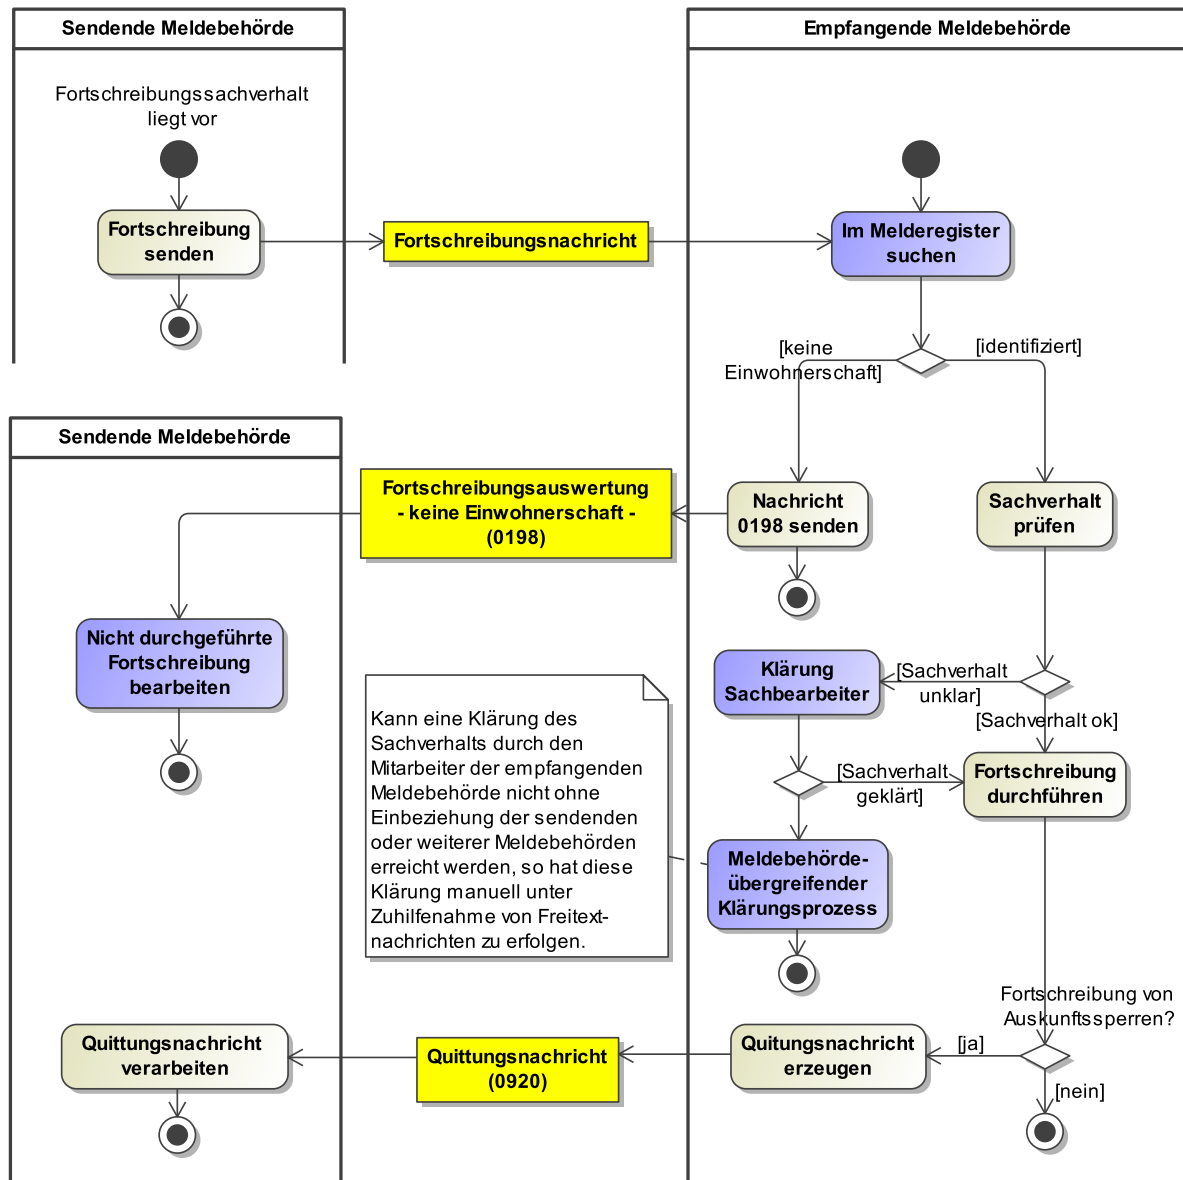 Sendende Meldebehörde
Empfangende Meldebehörde
Fortschreibungssachverhalt
liegt vor
Fortschreibung
senden
Fortschreibungsnachricht
Im Melderegister
suchen
[keine
Einwohnerschaft]
[identifiziert]
Sendende Meldebehörde
Fortschreibungsauswertung
- keine Einwohnerschaft -
(0198)
Nachricht
0198 senden
Sachverhalt
prüfen
Nicht durchgeführte
Fortschreibung
bearbeiten
Klärung
Sachbearbeiter
[Sachverhalt
unklar]
[Sachverhalt ok]
Kann eine Klärung des
Sachverhalts durch den
Mitarbeiter der empfangenden
Meldebehörde nicht ohne
Einbeziehung der sendenden
oder weiterer Meldebehörden
erreicht werden, so hat diese
Klärung manuell unter
Zuhilfenahme von Freitext-
nachrichten zu erfolgen.
[Sachverhalt
geklärt]
Fortschreibung
durchführen
Meldebehörde-
übergreifender
Klärungsprozess
Fortschreibung von
Auskunftssperren?
Quittungsnachricht
verarbeiten
Quittungsnachricht
(0920)
Quitungsnachricht
erzeugen
[ja]
[nein]